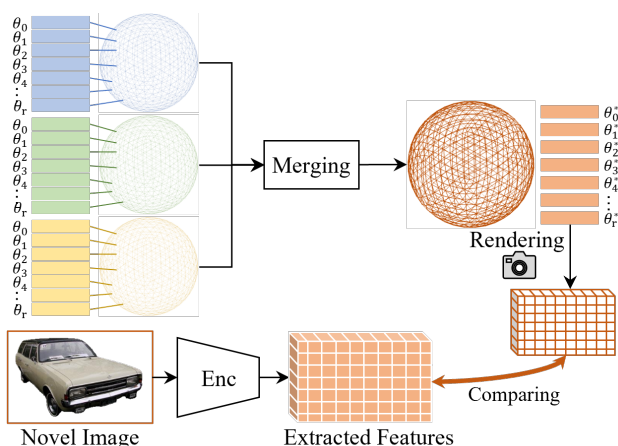 θ₀
θ₁
θ₂
θ₃
θ₄
⋮
θᵣ
θ₀
θ₁
θ₂
θ₃
θ₄
⋮
θᵣ
θ₀
θ₁
θ₂
θ₃
θ₄
⋮
θᵣ
Merging
θ₀*
θ₁*
θ₂*
θ₃*
θ₄*
⋮
θᵣ*
Rendering
Enc
Comparing
Novel Image
Extracted Features